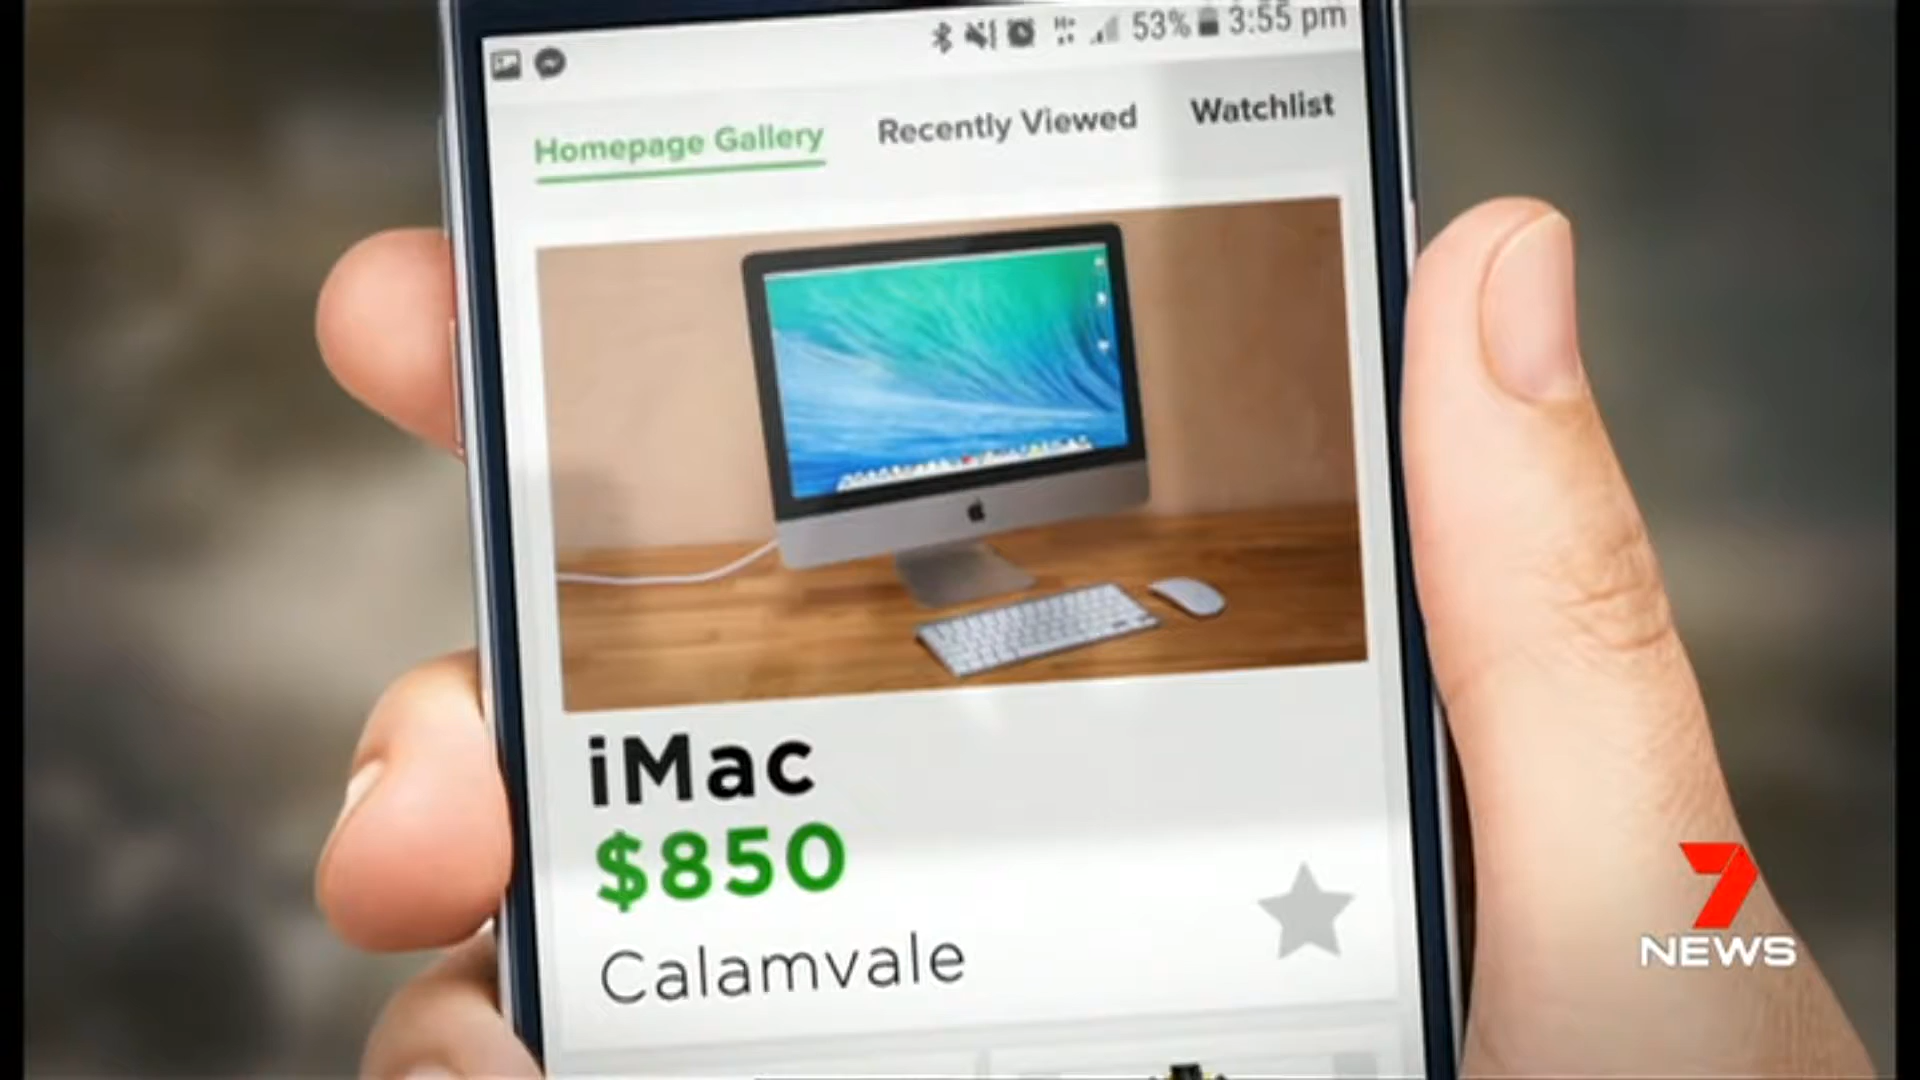 53% 3:55 pm
Homepage Gallery Recently Viewed Watchlist
iMac
$850
Calamvale
7
NEWS